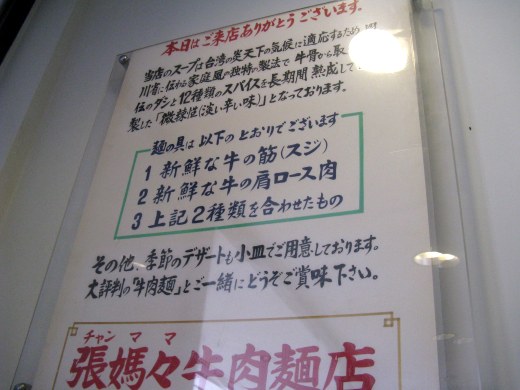 本日はご来店ありがとうございます。
当店のスープは台湾の炎天下の気候に適応するため
川省に伝わる家庭風の独特の製法で牛骨から取
伝のダシと12種類のスパイスを長期間熟成して
製した「微辣味(淡い辛い味)」となっております。
麺の具は以下のとおりでございます
1 新鮮な牛の筋(スジ)
2 新鮮な牛の肩ロース肉
3 上記2種類を合わせたもの
その他、季節のデザートも小皿でご用意しております。
大評判の「牛肉麺」とご一緒にどうぞご賞味下さい。
チャン ママ
張媽々牛肉麺店